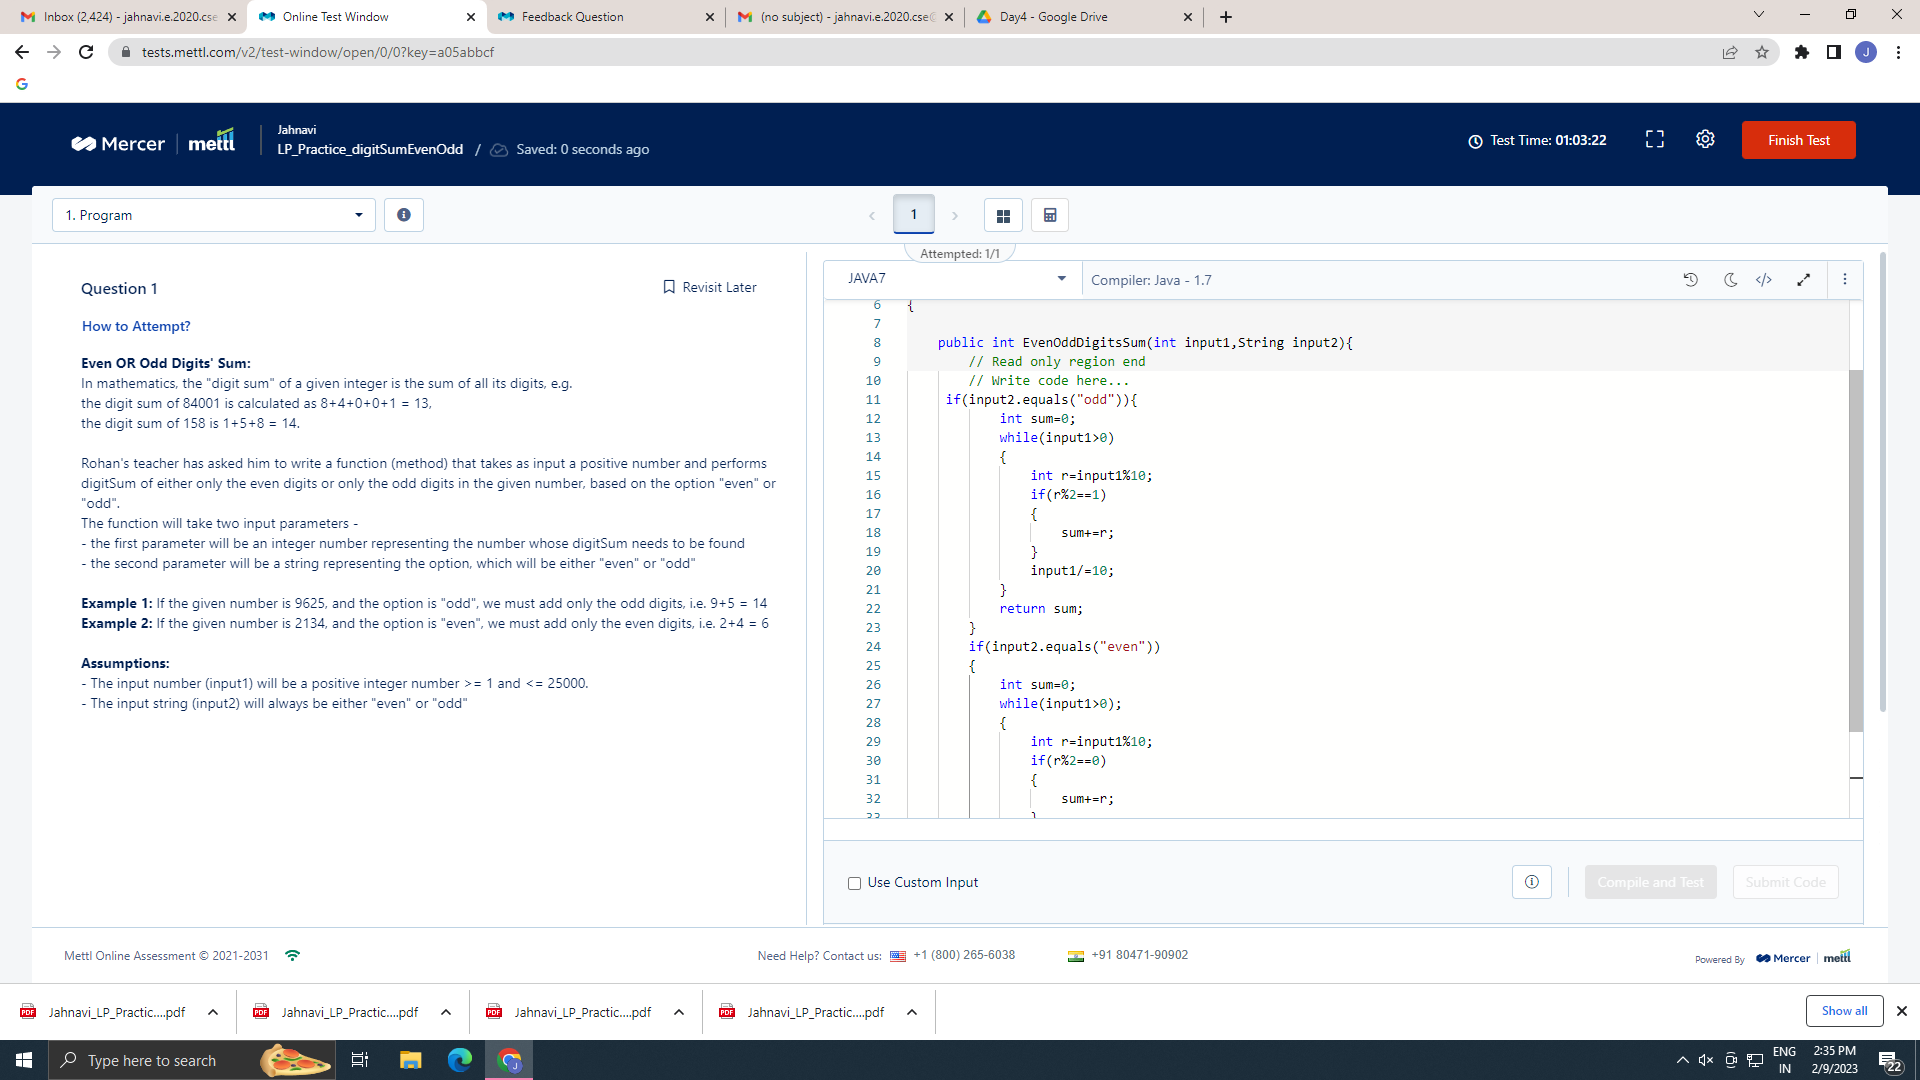 Inbox (2,424) - jahnavi.e.2020.cse
Online Test Window
Feedback Question
(no subject) - jahnavi.e.2020.cse@
Day4 - Google Drive
tests.mettl.com/v2/test-window/open/0/0?key=a05abbcf
J
G
Mercer | mettl
Jahnavi
LP_Practice_digitSumEvenOdd / Saved: 0 seconds ago
Test Time: 01:03:22
Finish Test
1. Program
1
Attempted: 1/1
Question 1
Revisit Later
How to Attempt?
Even OR Odd Digits' Sum:
In mathematics, the "digit sum" of a given integer is the sum of all its digits, e.g.
the digit sum of 84001 is calculated as 8+4+0+0+1 = 13,
the digit sum of 158 is 1+5+8 = 14.
Rohan's teacher has asked him to write a function (method) that takes as input a positive number and performs
digitSum of either only the even digits or only the odd digits in the given number, based on the option "even" or
"odd".
The function will take two input parameters -
- the first parameter will be an integer number representing the number whose digitSum needs to be found
- the second parameter will be a string representing the option, which will be either "even" or "odd"
Example 1: If the given number is 9625, and the option is "odd", we must add only the odd digits, i.e. 9+5 = 14
Example 2: If the given number is 2134, and the option is "even", we must add only the even digits, i.e. 2+4 = 6
Assumptions:
- The input number (input1) will be a positive integer number >= 1 and <= 25000.
- The input string (input2) will always be either "even" or "odd"
JAVA7
Compiler: Java - 1.7
6 {
7
8 public int EvenOddDigitsSum(int input1,String input2){
9 // Read only region end
10 // Write code here...
11 if(input2.equals("odd")){
12 int sum=0;
13 while(input1>0)
14 {
15 int r=input1%10;
16 if(r%2==1)
17 {
18 sum+=r;
19 }
20 input1/=10;
21 }
22 return sum;
23 }
24 if(input2.equals("even"))
25 {
26 int sum=0;
27 while(input1>0);
28 {
29 int r=input1%10;
30 if(r%2==0)
31 {
32 sum+=r;
33 }
Use Custom Input
Compile and Test
Submit Code
Mettl Online Assessment © 2021-2031
Need Help? Contact us: +1 (800) 265-6038
+91 80471-90902
Powered By Mercer | mettl
Jahnavi_LP_Practic....pdf
Jahnavi_LP_Practic....pdf
Jahnavi_LP_Practic....pdf
Jahnavi_LP_Practic....pdf
Show all
Type here to search
ENG
IN
2:35 PM
2/9/2023
22